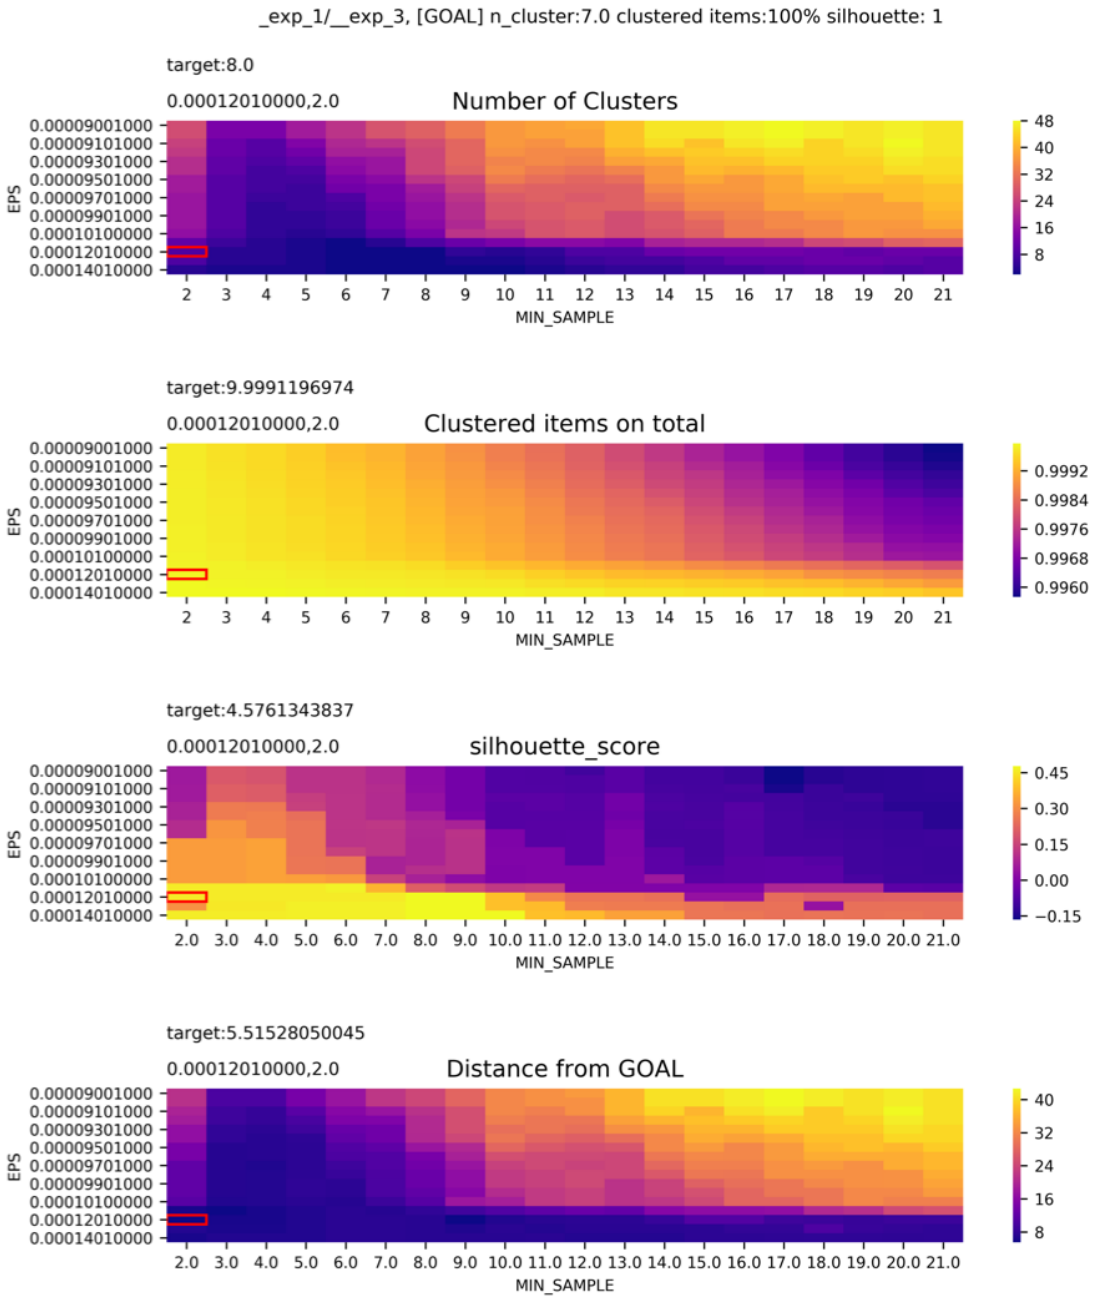 _exp_1/__exp_3, [GOAL] n_cluster:7.0 clustered items:100% silhouette: 1
target:8.0
0.00012010000,2.0
Number of Clusters
EPS
0.00009001000
0.00009101000
0.00009301000
0.00009501000
0.00009701000
0.00009901000
0.00010100000
0.00012010000
0.00014010000
2 3 4 5 6 7 8 9 10 11 12 13 14 15 16 17 18 19 20 21
MIN_SAMPLE
48
40
32
24
16
8
target:9.9991196974
0.00012010000,2.0
Clustered items on total
EPS
0.00009001000
0.00009101000
0.00009301000
0.00009501000
0.00009701000
0.00009901000
0.00010100000
0.00012010000
0.00014010000
2 3 4 5 6 7 8 9 10 11 12 13 14 15 16 17 18 19 20 21
MIN_SAMPLE
0.9992
0.9984
0.9976
0.9968
0.9960
target:4.5761343837
0.00012010000,2.0
silhouette_score
EPS
0.00009001000
0.00009101000
0.00009301000
0.00009501000
0.00009701000
0.00009901000
0.00010100000
0.00012010000
0.00014010000
2.0 3.0 4.0 5.0 6.0 7.0 8.0 9.0 10.0 11.0 12.0 13.0 14.0 15.0 16.0 17.0 18.0 19.0 20.0 21.0
MIN_SAMPLE
0.45
0.30
0.15
0.00
−0.15
target:5.51528050045
0.00012010000,2.0
Distance from GOAL
EPS
0.00009001000
0.00009101000
0.00009301000
0.00009501000
0.00009701000
0.00009901000
0.00010100000
0.00012010000
0.00014010000
2.0 3.0 4.0 5.0 6.0 7.0 8.0 9.0 10.0 11.0 12.0 13.0 14.0 15.0 16.0 17.0 18.0 19.0 20.0 21.0
MIN_SAMPLE
40
32
24
16
8